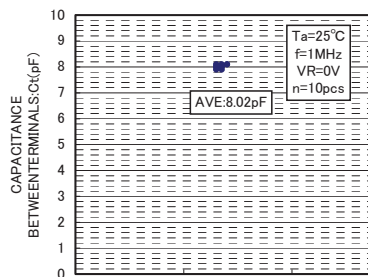 10
9
8
7
6
5
4
3
2
1
0
CAPACITANCE
BETWEENTERMINALS:Ct(pF)
Ta=25℃
f=1MHz
VR=0V
n=10pcs
AVE:8.02pF